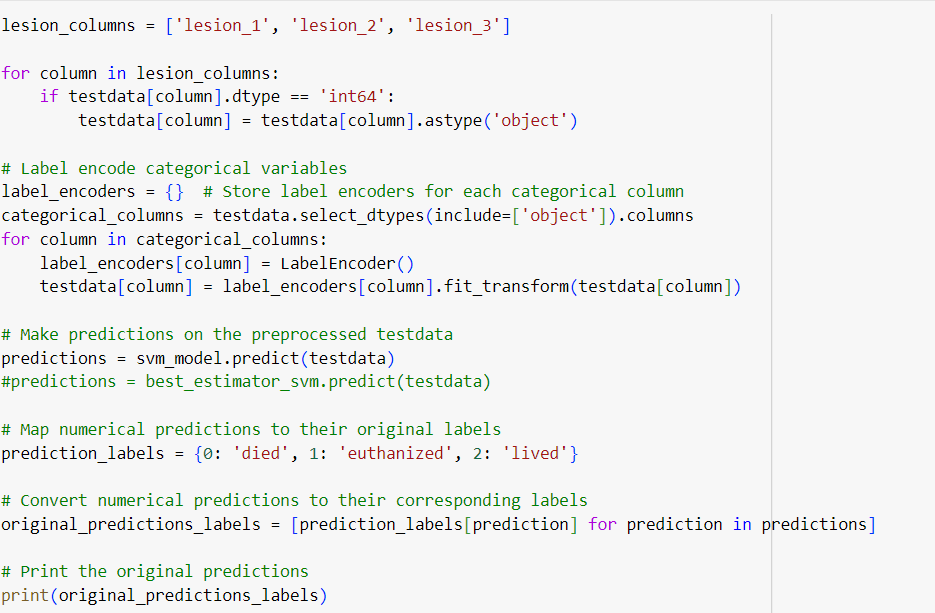 lesion_columns = ['lesion_1', 'lesion_2', 'lesion_3']
for column in lesion_columns:
    if testdata[column].dtype == 'int64':
        testdata[column] = testdata[column].astype('object')
# Label encode categorical variables
label_encoders = {}  # Store label encoders for each categorical column
categorical_columns = testdata.select_dtypes(include=['object']).columns
for column in categorical_columns:
    label_encoders[column] = LabelEncoder()
    testdata[column] = label_encoders[column].fit_transform(testdata[column])
# Make predictions on the preprocessed testdata
predictions = svm_model.predict(testdata)
#predictions = best_estimator_svm.predict(testdata)
# Map numerical predictions to their original labels
prediction_labels = {0: 'died', 1: 'euthanized', 2: 'lived'}
# Convert numerical predictions to their corresponding labels
original_predictions_labels = [prediction_labels[prediction] for prediction in predictions]
# Print the original predictions
print(original_predictions_labels)